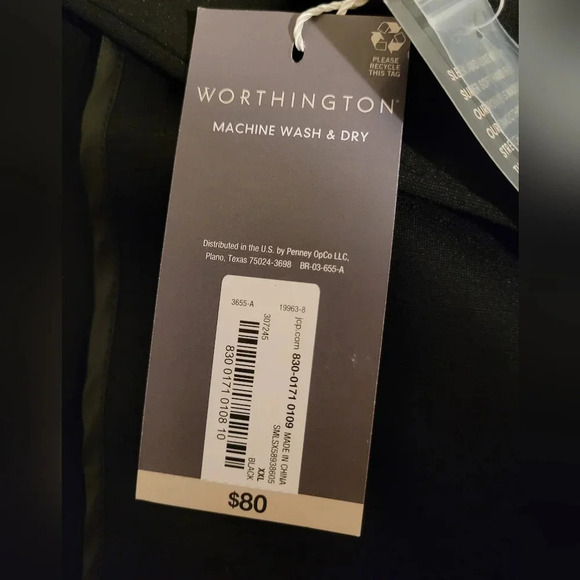 PLEASE
RECYCLE
THIS TAG
WORTHINGTON®
MACHINE WASH & DRY
Distributed in the U.S. by Penney OpCo LLC,
Plano, Texas 75024-3698 BR-03-655-A
3655-A 19963-8
jcp.com 830-0171 0109 MADE IN CHINA
SMLSX58938605
307245
XXL
BLACK
830 0171 0108 10
$80